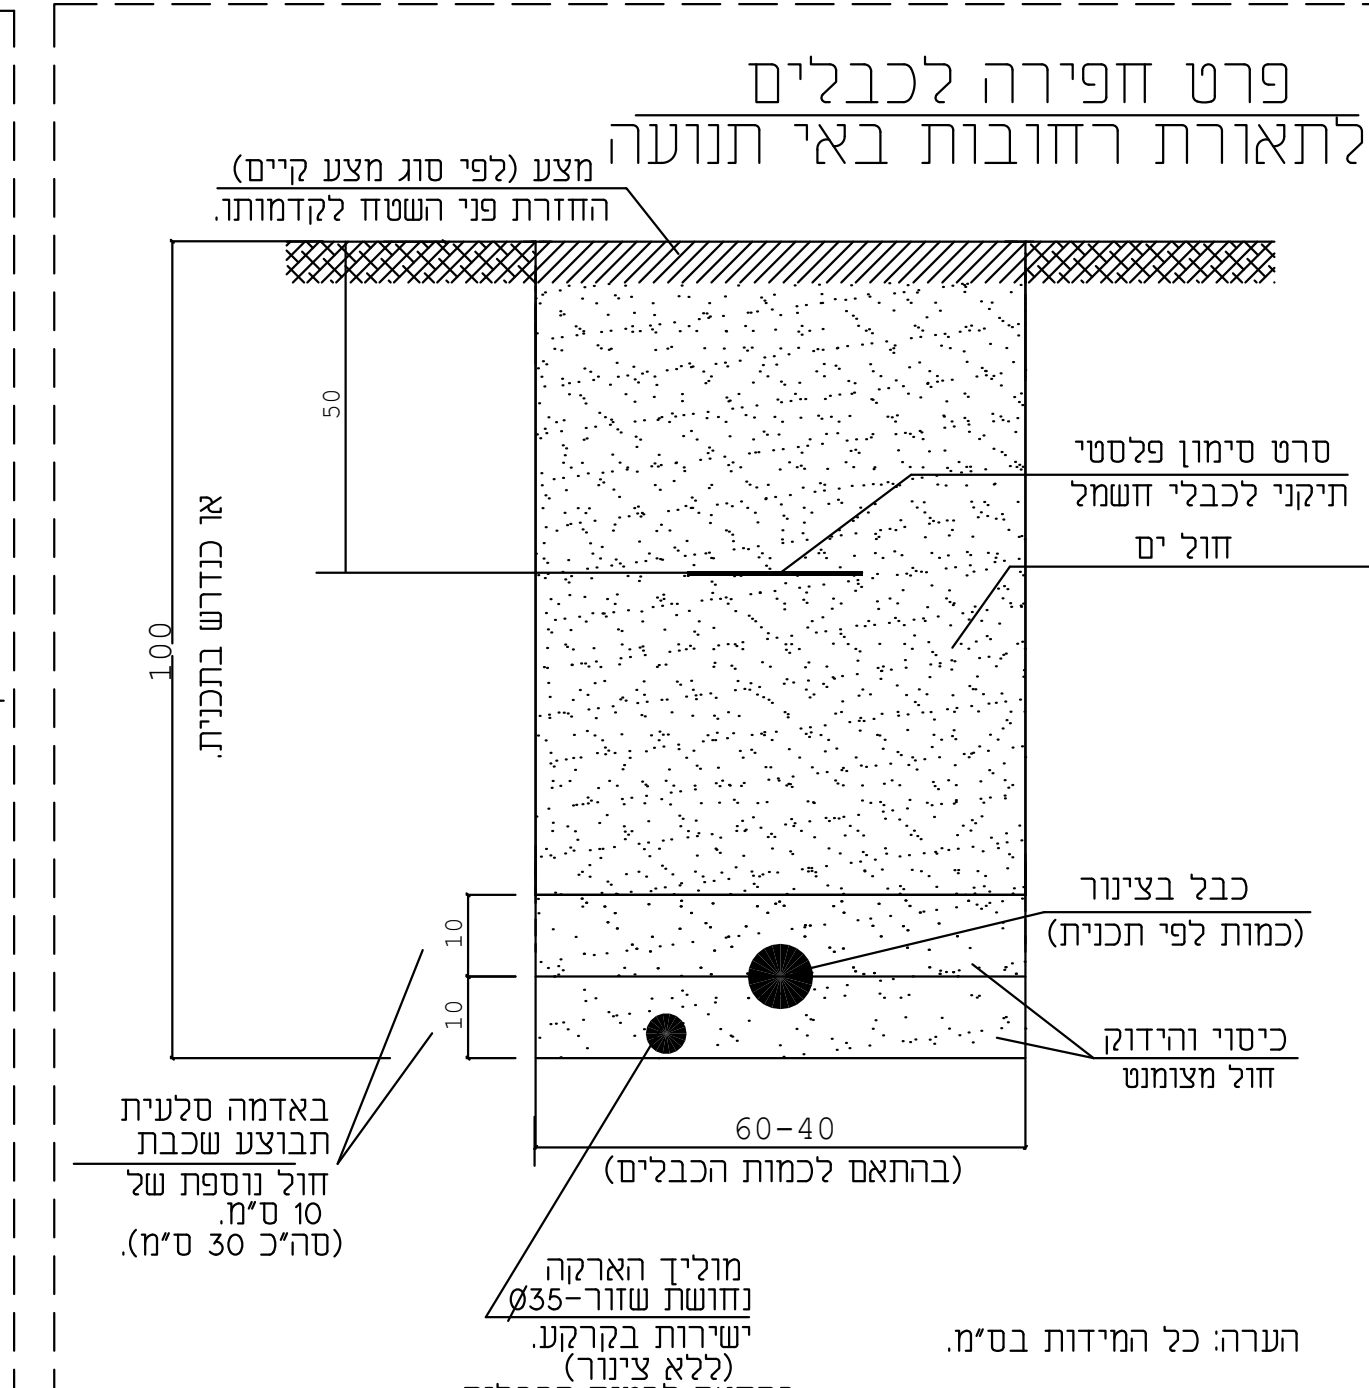 פרט חפירה לכבלים
לתאורת רחובות באי תנועה
מצע (לפי סוג מצע קיים)
החזרת פני השטח לקדמותו.
50
סרט סימון פלסטי
תיקני לכבלי חשמל
חול ים
100
או כנדרש בתכנית.
כבל בצינור
(כמות לפי תכנית)
10
10
כיסוי והידוק
חול מצומנט
באדמה סלעית
תבוצע שכבת
חול נוספת של
10 ס"מ.
(סה"כ 30 ס"מ).
60-40
(בהתאם לכמות הכבלים)
מוליך הארקה
נחושת שזור-Ø35
ישירות בקרקע.
(ללא צינור)
הערה: כל המידות בס"מ.